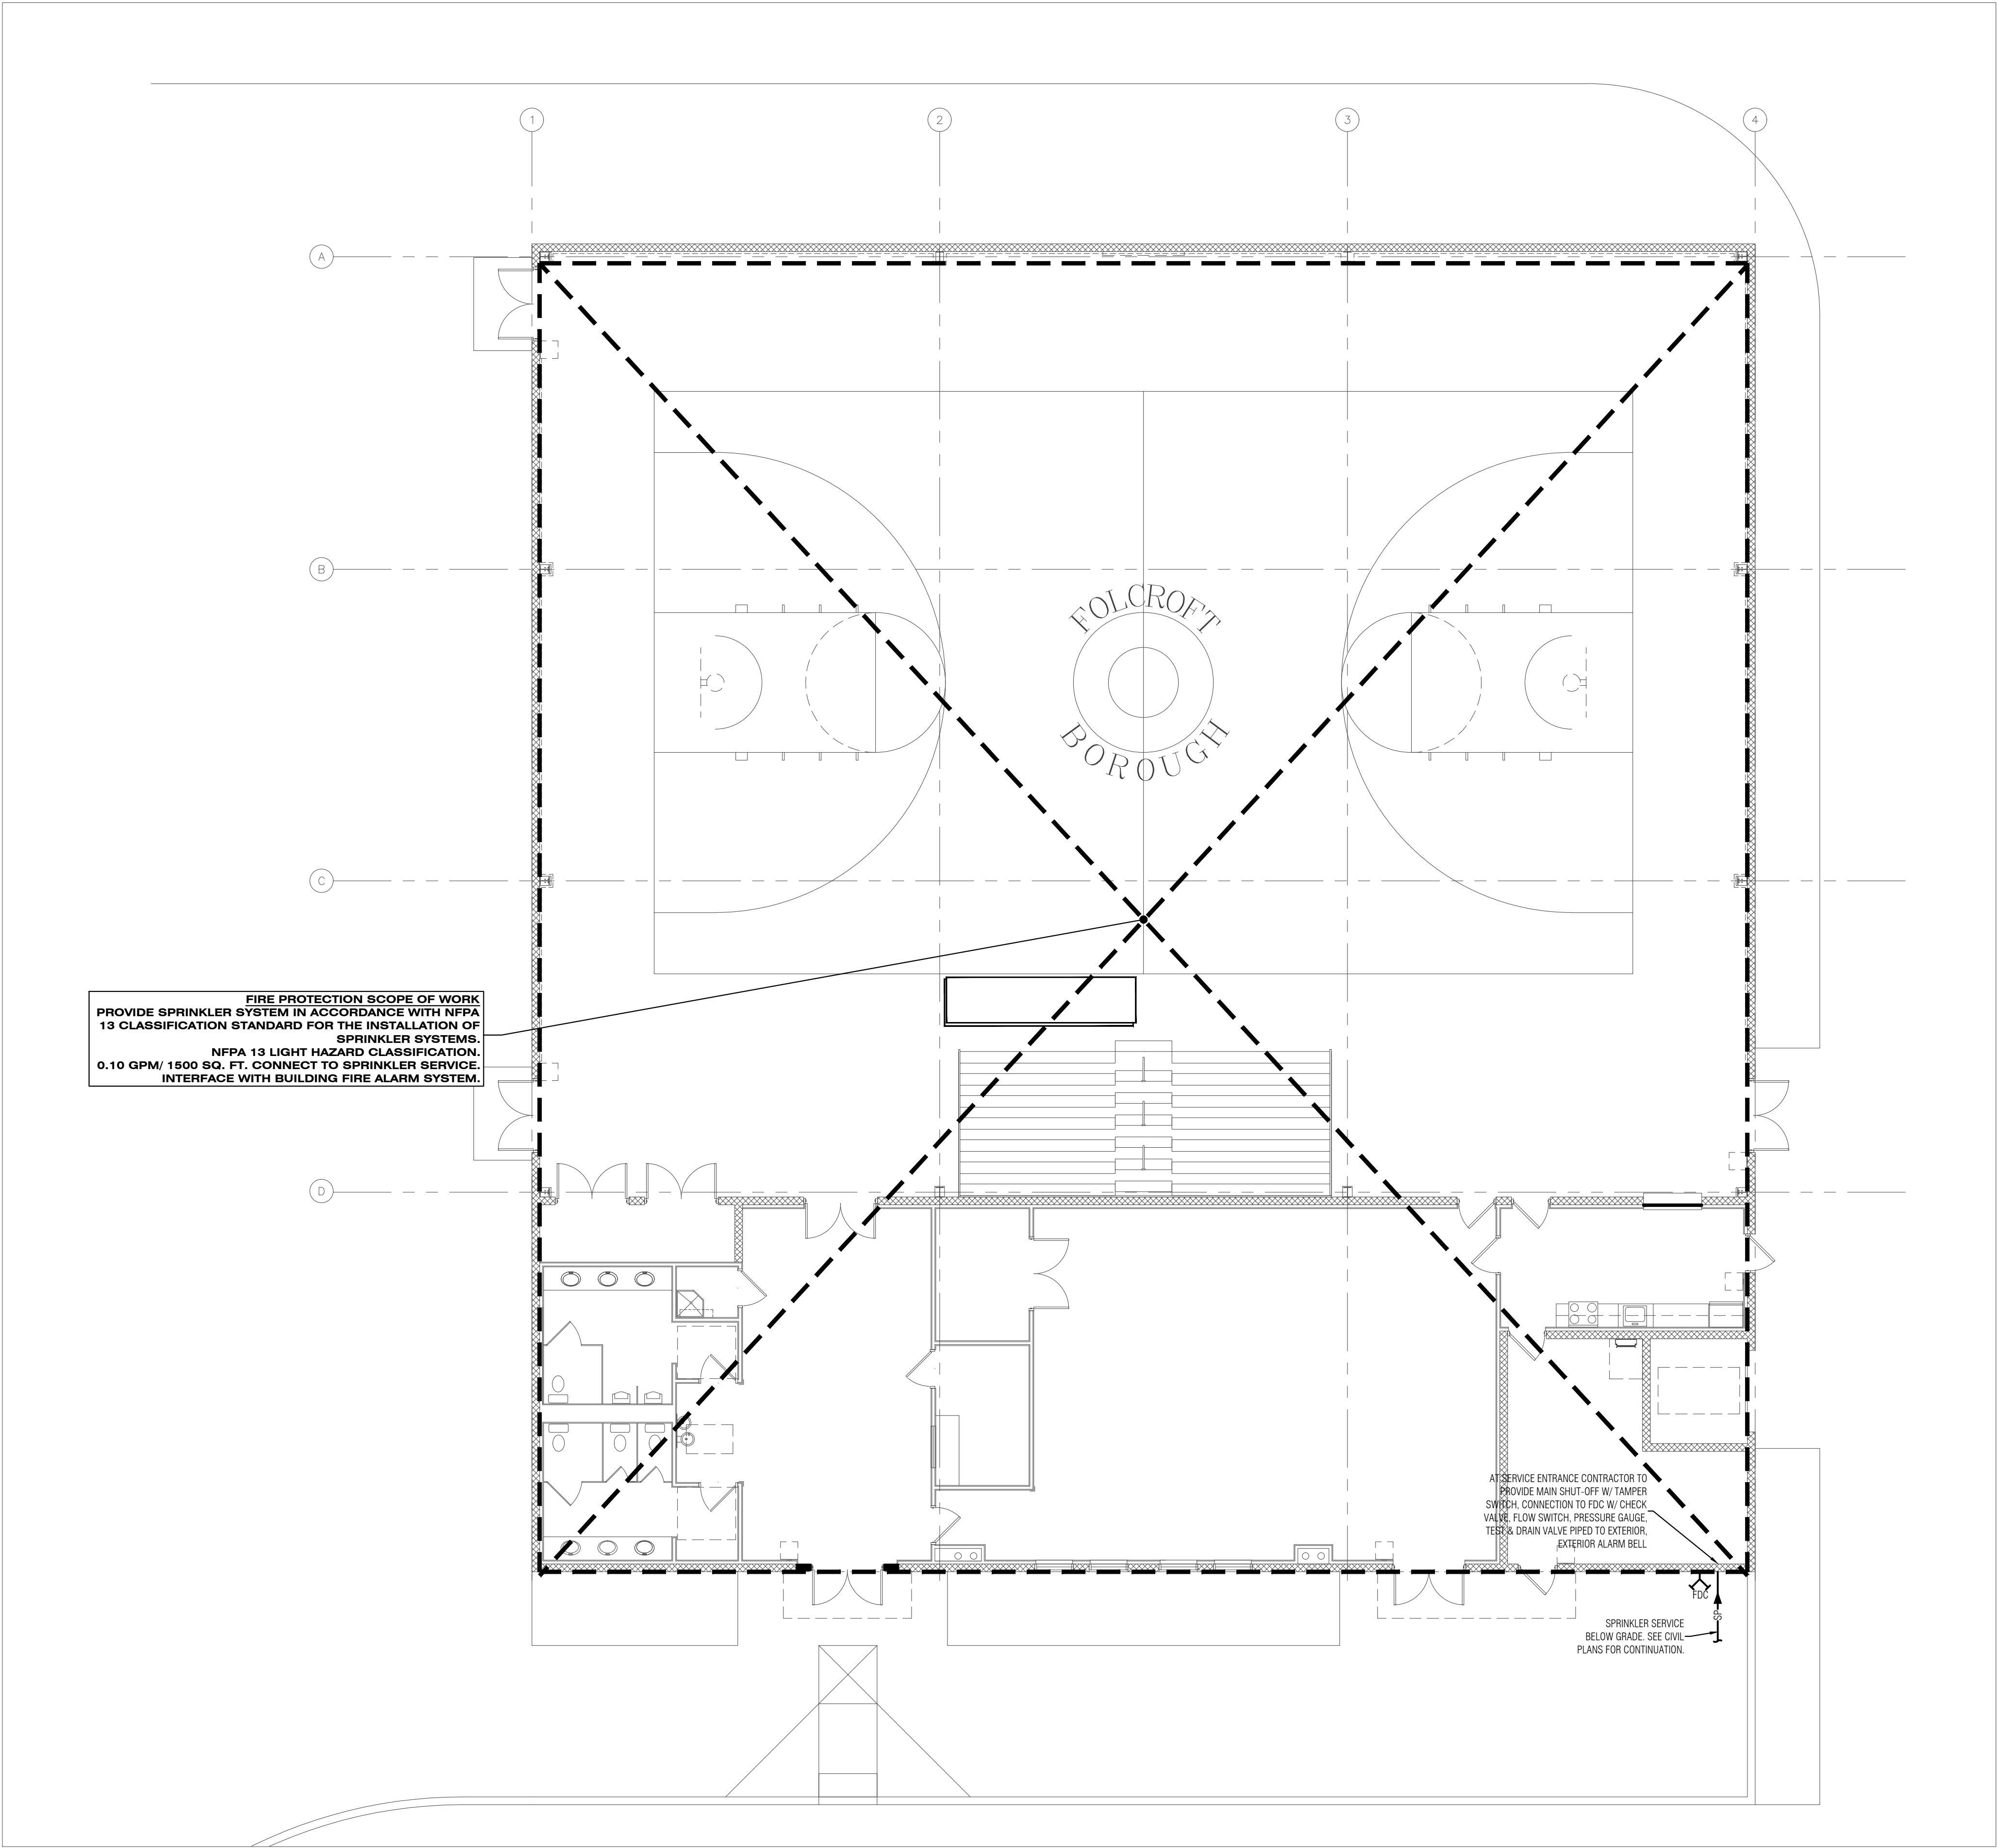 1
2
3
4
A
B
FOLCROFT
BOROUGH
C
FIRE PROTECTION SCOPE OF WORK
PROVIDE SPRINKLER SYSTEM IN ACCORDANCE WITH NFPA
13 CLASSIFICATION STANDARD FOR THE INSTALLATION OF
SPRINKLER SYSTEMS.
NFPA 13 LIGHT HAZARD CLASSIFICATION.
0.10 GPM/ 1500 SQ. FT. CONNECT TO SPRINKLER SERVICE.
INTERFACE WITH BUILDING FIRE ALARM SYSTEM.
D
AT SERVICE ENTRANCE CONTRACTOR TO
PROVIDE MAIN SHUT-OFF W/ TAMPER
SWITCH, CONNECTION TO FDC W/ CHECK
VALVE, FLOW SWITCH, PRESSURE GAUGE,
TEST & DRAIN VALVE PIPED TO EXTERIOR,
EXTERIOR ALARM BELL
FDC
SP
SPRINKLER SERVICE
BELOW GRADE. SEE CIVIL
PLANS FOR CONTINUATION.